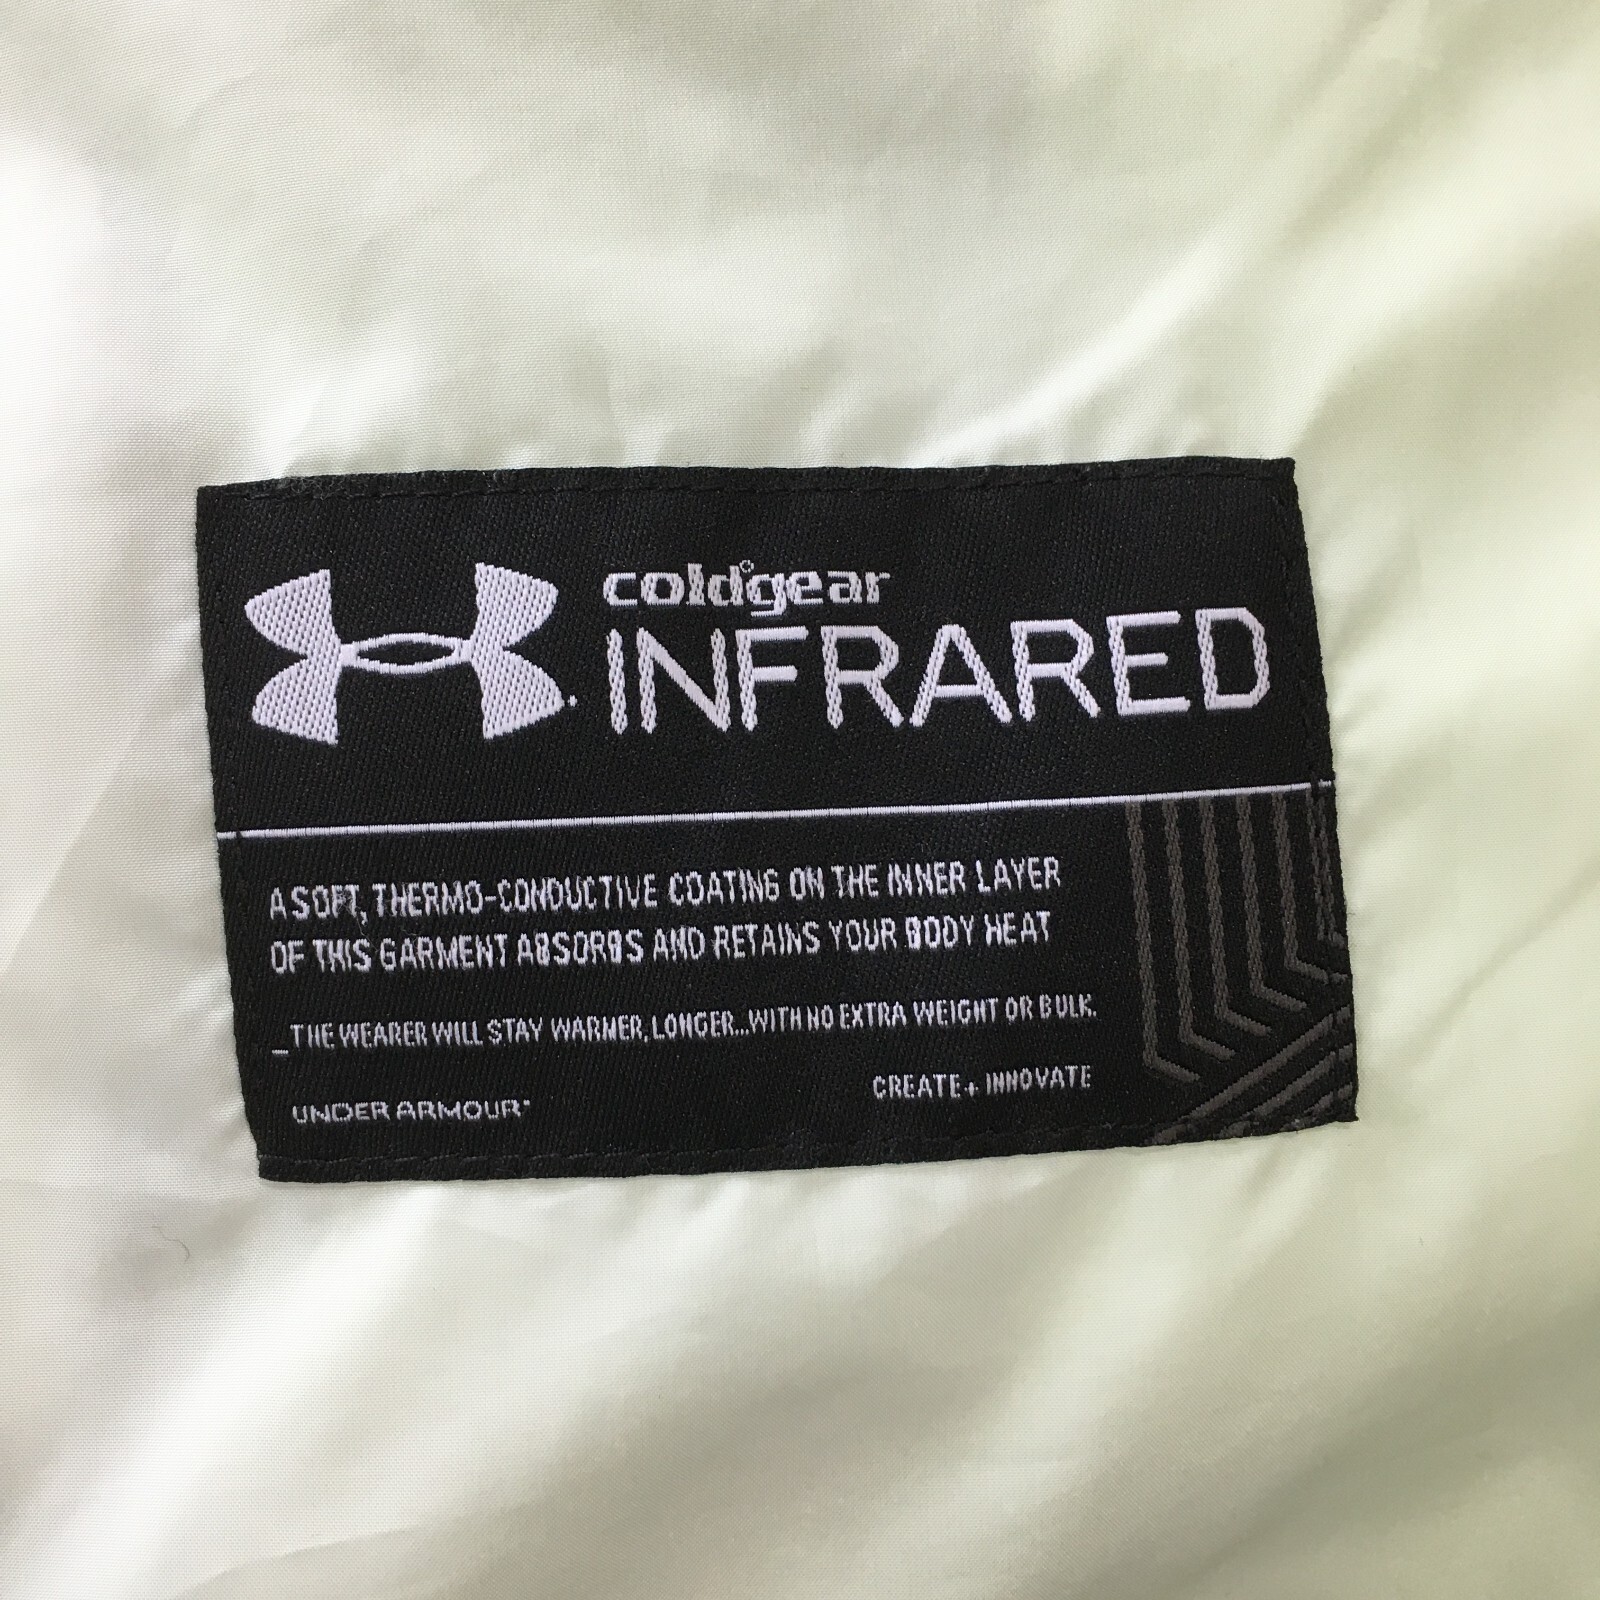 coldgear
INFRARED
A SOFT, THERMO-CONDUCTIVE COATING ON THE INNER LAYER
OF THIS GARMENT ABSORBS AND RETAINS YOUR BODY HEAT
_THE WEARER WILL STAY WARMER, LONGER...WITH NO EXTRA WEIGHT OR BULK.
CREATE + INNOVATE
UNDER ARMOUR